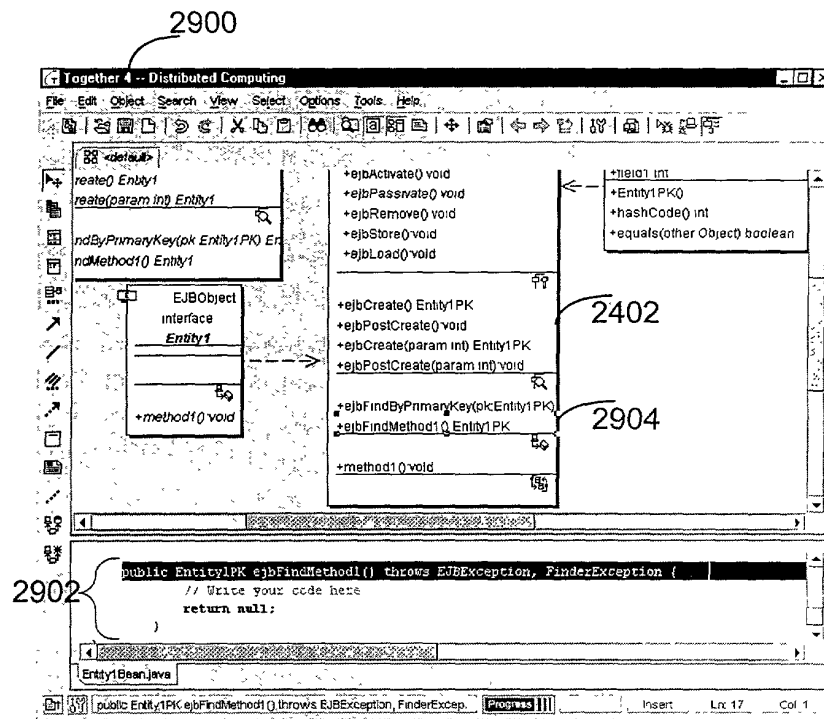 2900
Together 4 -- Distributed Computing
File Edit Object Search View Select Options Tools Help
<default>
reate() Entity1
reate(param int) Entity1
ndByPrimaryKey(pk Entity1PK) En
ndMethod1() Entity1
EJBObject
interface
Entity1
+method1() void
+ejbActivate() void
+ejbPassivate() void
+ejbRemove() void
+ejbStore() void
+ejbLoad() void
+ejbCreate() Entity1PK
+ejbPostCreate() void
+ejbCreate(param int) Entity1PK
+ejbPostCreate(param int) void
+ejbFindByPrimaryKey(pk:Entity1PK)
+ejbFindMethod1() Entity1PK
+method1() void
+field1 int
+Entity1PK()
+hashCode() int
+equals(other Object) boolean
2402
2904
2902
public Entity1PK ejbFindMethod1() throws EJBException, FinderException {
// Write your code here
return null;
}
Entity1Bean.java
public Entity1PK ejbFindMethod1() throws EJBException, FinderExcep.
Progress
Insert
Ln: 17
Col 1